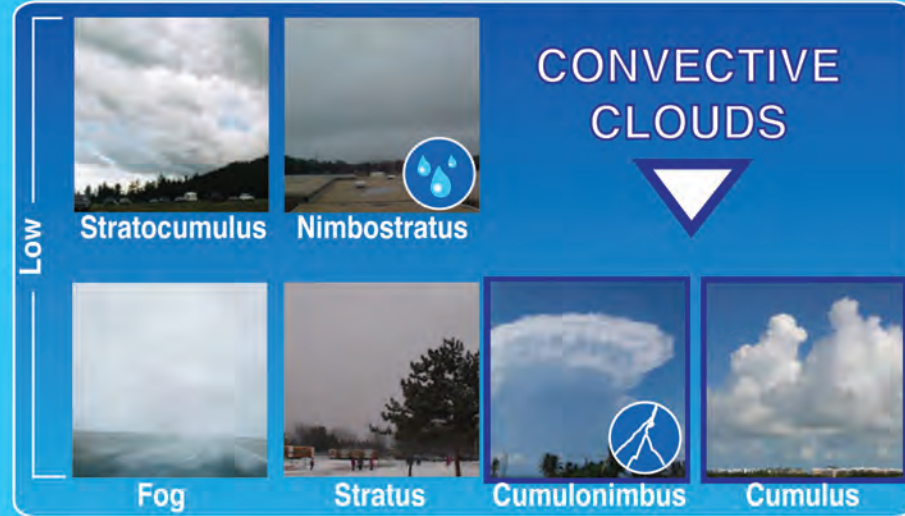 CONVECTIVE
CLOUDS
Low
Stratocumulus
Nimbostratus
Fog
Stratus
Cumulonimbus
Cumulus